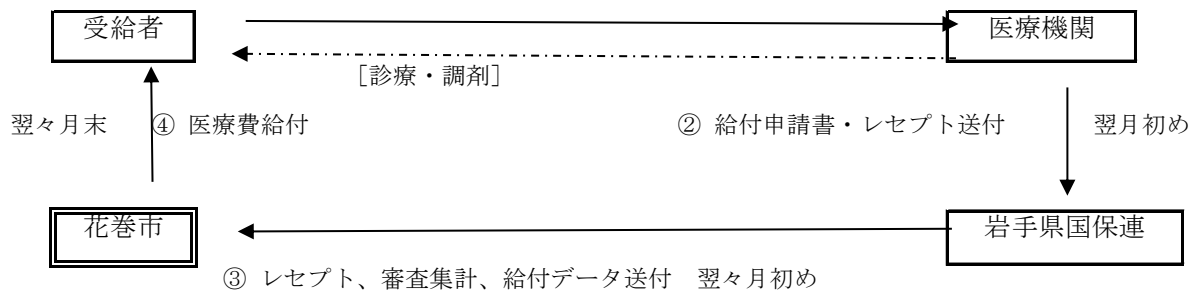 受給者
医療機関
［診療・調剤］
翌々月末
④ 医療費給付
② 給付申請書・レセプト送付
翌月初め
花巻市
岩手県国保連
③ レセプト、審査集計、給付データ送付　翌々月初め